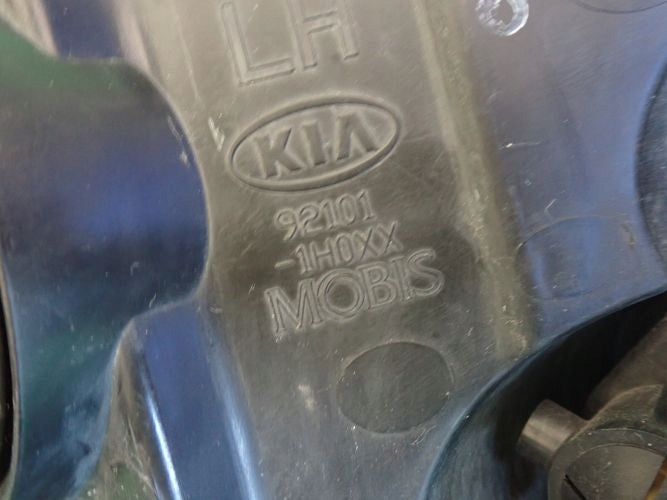 LH
KIA
92101
-1H0XX
MOBIS